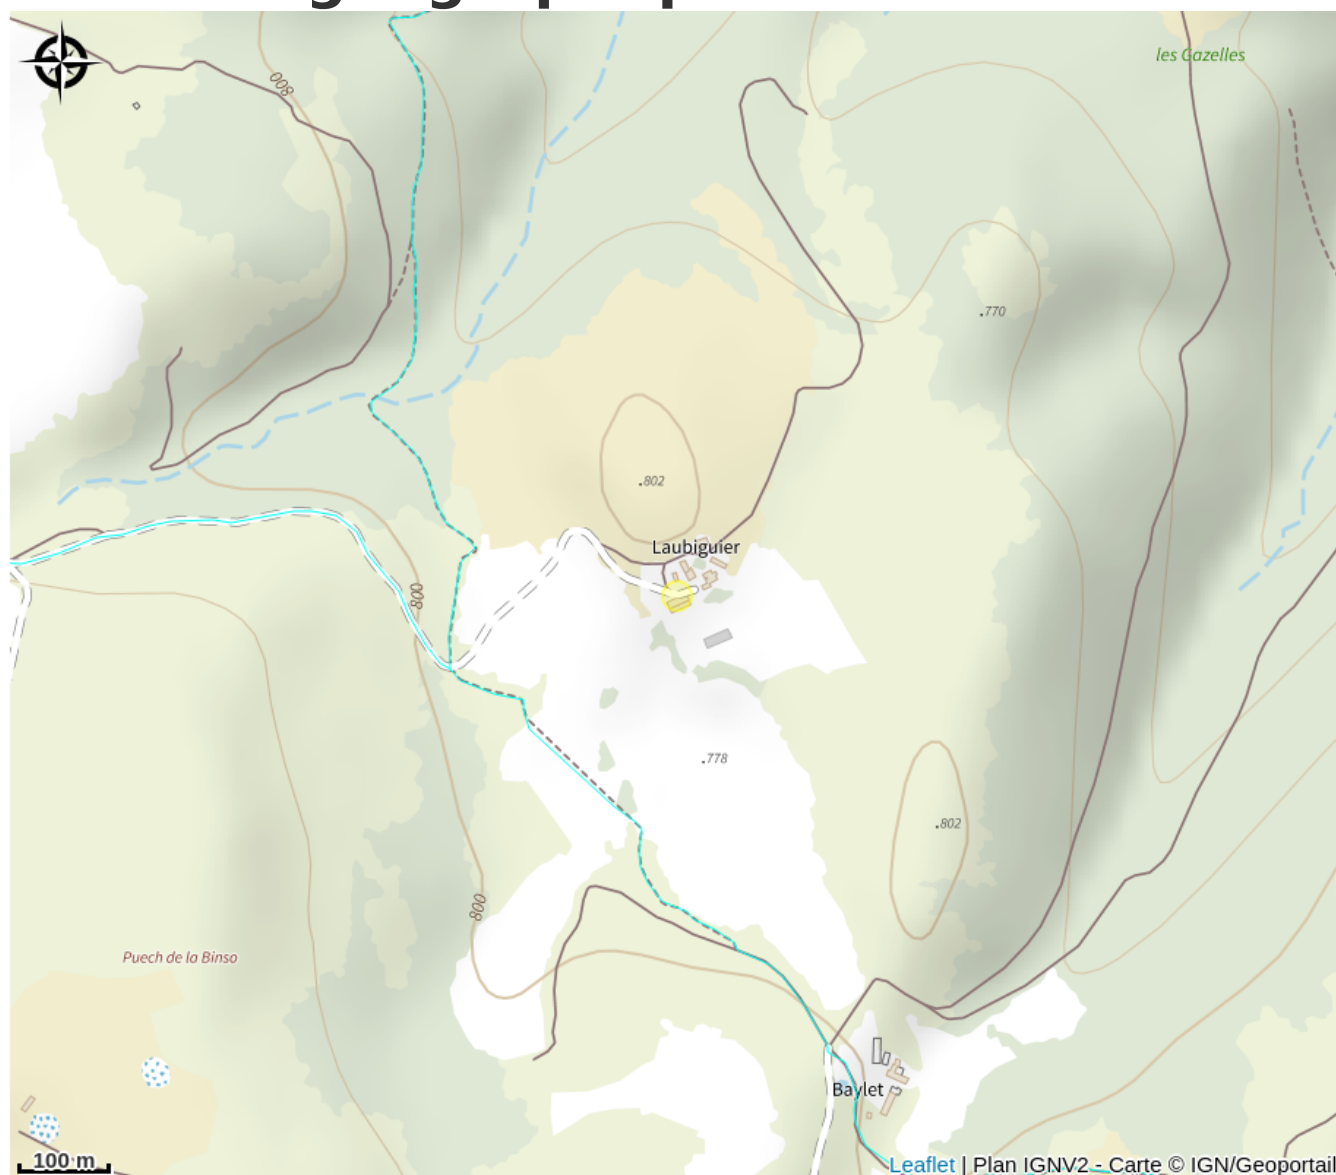 les Gazelles
800
.770
.802
Laubiguier
800
.778
.802
800
Puech de la Binso
Baylet
100 m
Leaflet | Plan IGNV2 - Carte © IGN/Geoportail